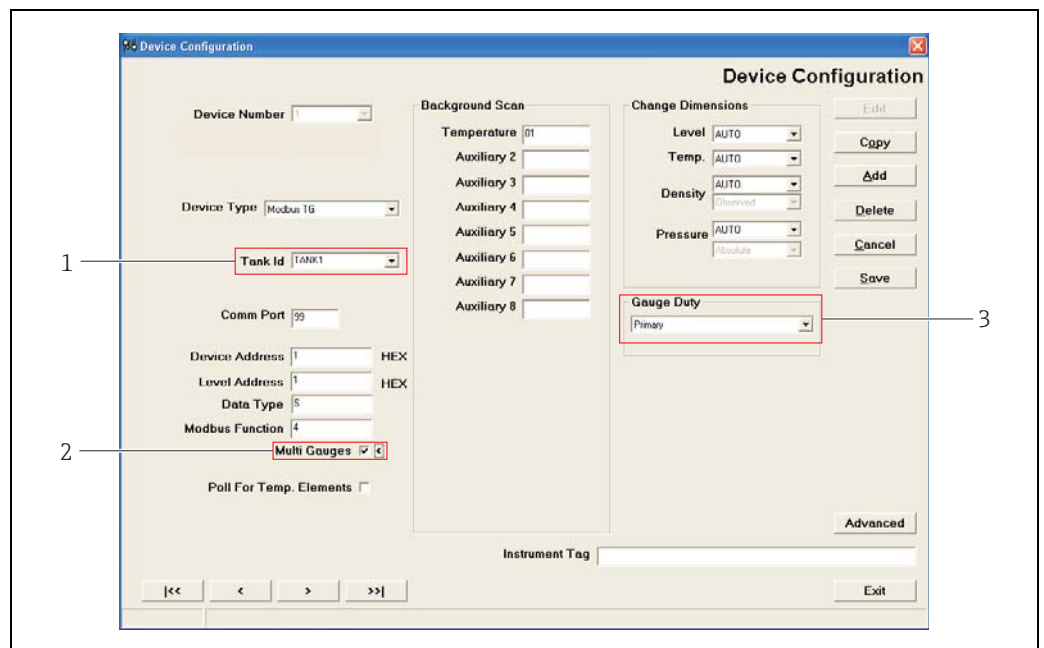 Device Configuration
Device Configuration
Device Number 1
Device Type Modbus TG
1
Tank Id TANK1
Comm Port 99
Device Address 1 HEX
Level Address 1 HEX
Data Type S
Modbus Function 4
2
Multi Gauges <
Poll For Temp. Elements
Background Scan
Temperature 01
Auxiliary 2
Auxiliary 3
Auxiliary 4
Auxiliary 5
Auxiliary 6
Auxiliary 7
Auxiliary 8
Change Dimensions
Level AUTO
Temp. AUTO
Density AUTO
Observed
Pressure AUTO
Absolute
Gauge Duty
Primary
3
Edit
Copy
Add
Delete
Cancel
Save
Advanced
Instrument Tag
|<< < > >>|
Exit